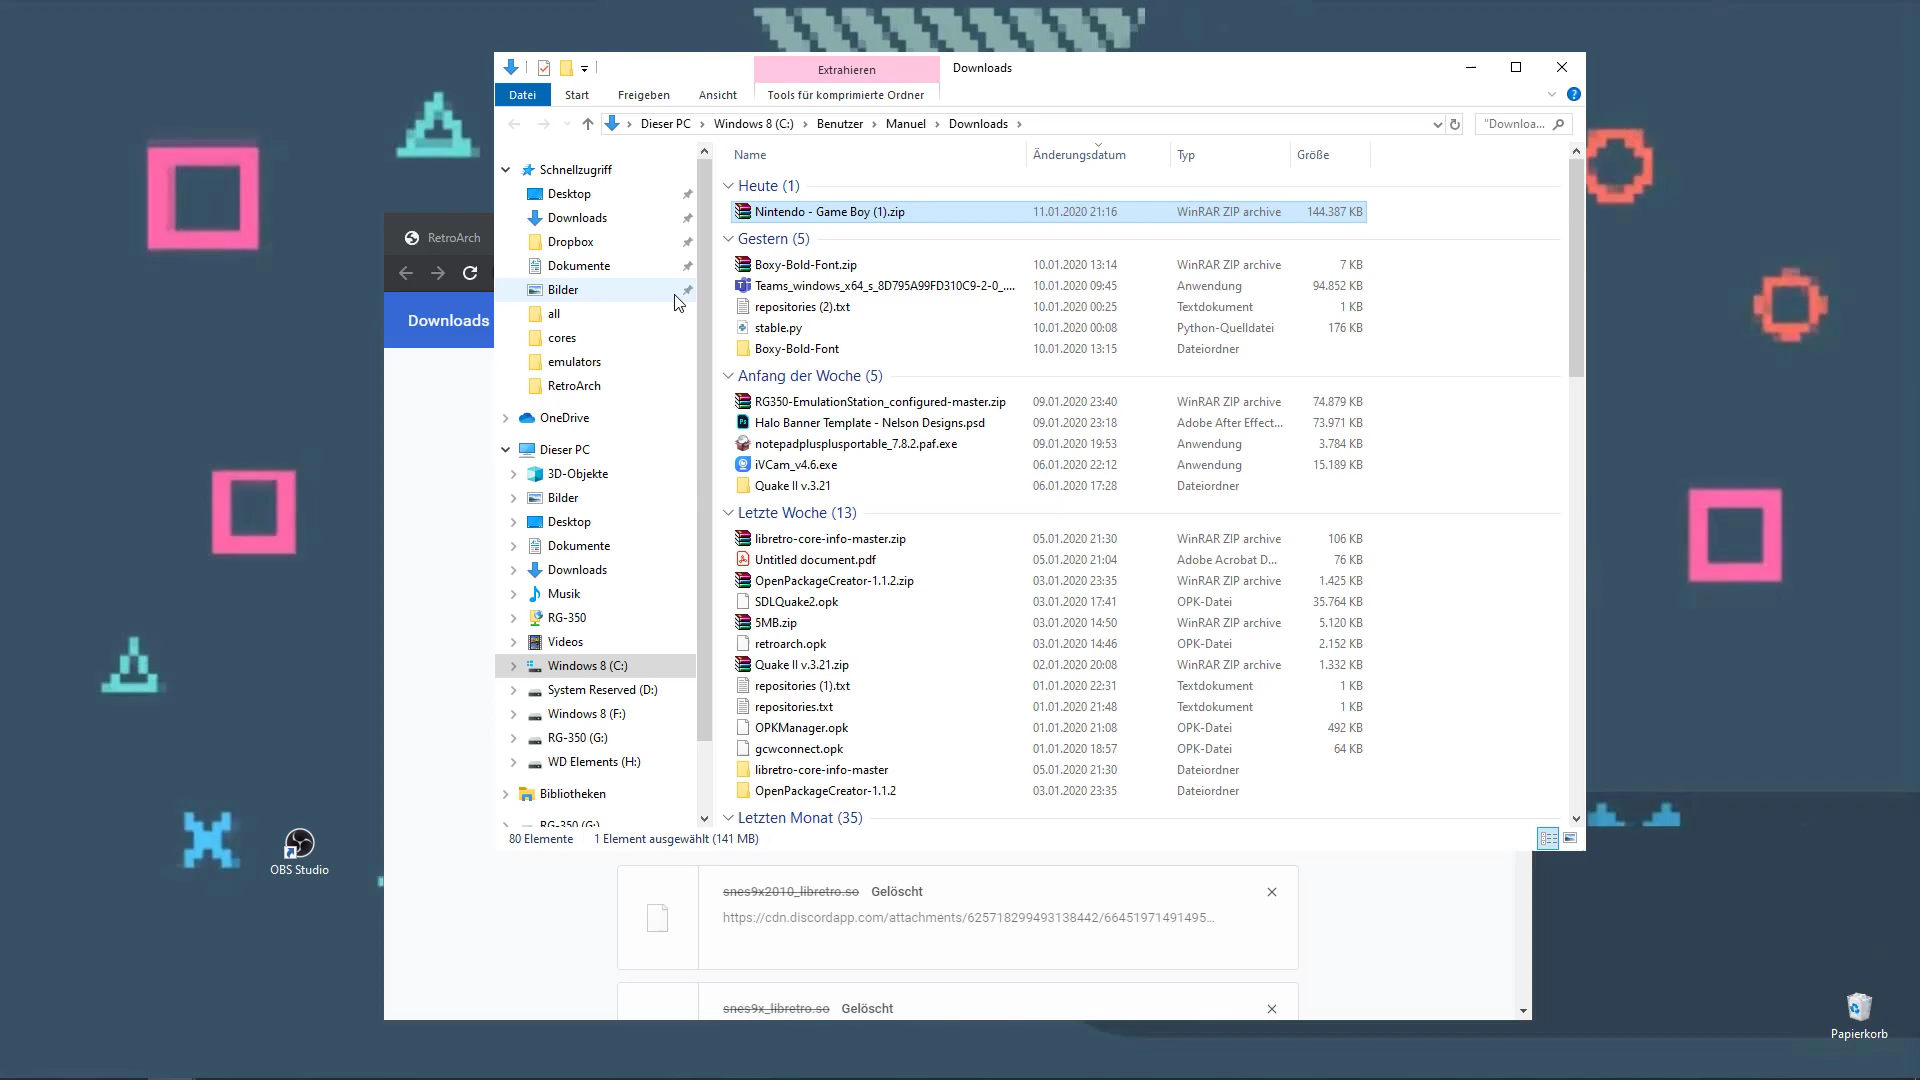 Extrahieren
Downloads
Datei
Start
Freigeben
Ansicht
Tools für komprimierte Ordner
Dieser PC
Windows 8 (C:)
Benutzer
Manuel
Downloads
"Downloa...
RetroArch
Downloads
Schnellzugriff
Desktop
Downloads
Dropbox
Dokumente
Bilder
all
cores
emulators
RetroArch
OneDrive
Dieser PC
3D-Objekte
Bilder
Desktop
Dokumente
Downloads
Musik
RG-350
Videos
Windows 8 (C:)
System Reserved (D:)
Windows 8 (F:)
RG-350 (G:)
WD Elements (H:)
Bibliotheken
RG-350 (G:)
Name Änderungsdatum Typ Größe
Heute (1)
Nintendo - Game Boy (1).zip 11.01.2020 21:16 WinRAR ZIP archive 144.387 KB
Gestern (5)
Boxy-Bold-Font.zip 10.01.2020 13:14 WinRAR ZIP archive 7 KB
Teams_windows_x64_s_8D795A99FD310C9-2-0_.... 10.01.2020 09:45 Anwendung 94.852 KB
repositories (2).txt 10.01.2020 00:25 Textdokument 1 KB
stable.py 10.01.2020 00:08 Python-Quelldatei 176 KB
Boxy-Bold-Font 10.01.2020 13:15 Dateiordner
Anfang der Woche (5)
RG350-EmulationStation_configured-master.zip 09.01.2020 23:40 WinRAR ZIP archive 74.879 KB
Halo Banner Template - Nelson Designs.psd 09.01.2020 23:18 Adobe After Effect... 73.971 KB
notepadplusplusportable_7.8.2.paf.exe 09.01.2020 19:53 Anwendung 3.784 KB
iVCam_v4.6.exe 06.01.2020 22:12 Anwendung 15.189 KB
Quake II v.3.21 06.01.2020 17:28 Dateiordner
Letzte Woche (13)
libretro-core-info-master.zip 05.01.2020 21:30 WinRAR ZIP archive 106 KB
Untitled document.pdf 05.01.2020 21:04 Adobe Acrobat D... 76 KB
OpenPackageCreator-1.1.2.zip 03.01.2020 23:35 WinRAR ZIP archive 1.425 KB
SDLQuake2.opk 03.01.2020 17:41 OPK-Datei 35.764 KB
5MB.zip 03.01.2020 14:50 WinRAR ZIP archive 5.120 KB
retroarch.opk 03.01.2020 14:46 OPK-Datei 2.152 KB
Quake II v.3.21.zip 02.01.2020 20:08 WinRAR ZIP archive 1.332 KB
repositories (1).txt 01.01.2020 22:31 Textdokument 1 KB
repositories.txt 01.01.2020 21:48 Textdokument 1 KB
OPKManager.opk 01.01.2020 21:08 OPK-Datei 492 KB
gcwconnect.opk 01.01.2020 18:57 OPK-Datei 64 KB
libretro-core-info-master 05.01.2020 21:30 Dateiordner
OpenPackageCreator-1.1.2 03.01.2020 23:35 Dateiordner
Letzten Monat (35)
80 Elemente 1 Element ausgewählt (141 MB)
OBS Studio
snes9x2010_libretro.so Gelöscht
https://cdn.discordapp.com/attachments/625718299493138442/66451971491495...
snes9x_libretro.so Gelöscht
Papierkorb